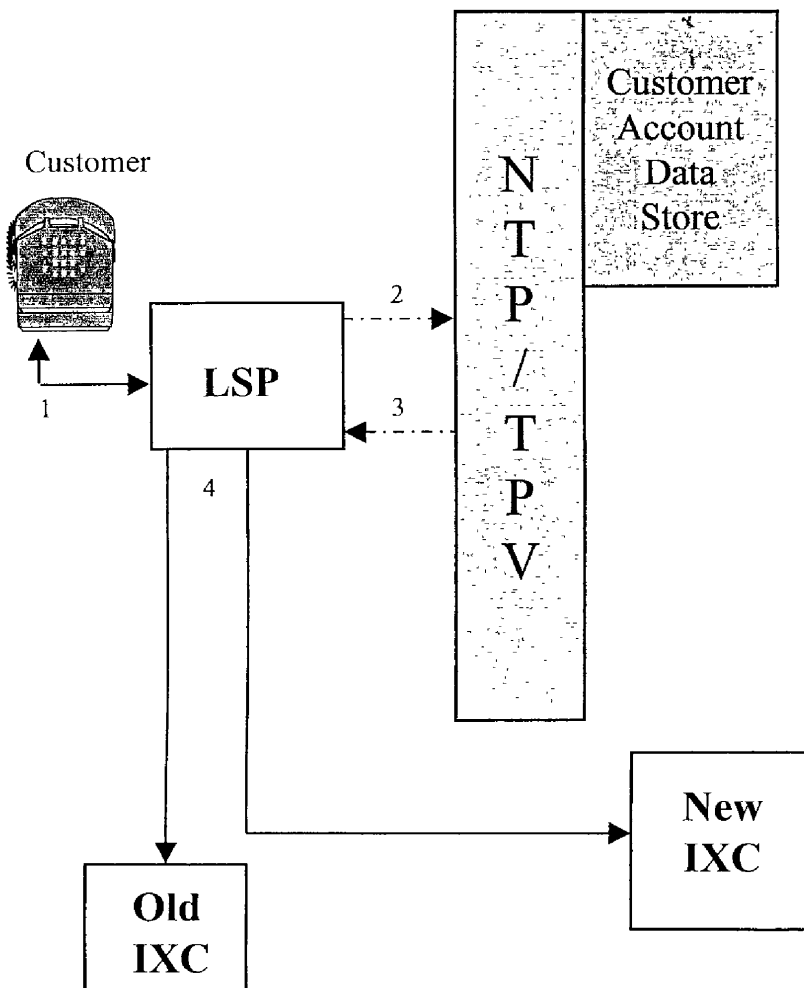 Customer
Account
Data
Store
Customer
N
T
P
/
T
P
V
2
LSP
1
3
4
New
IXC
Old
IXC